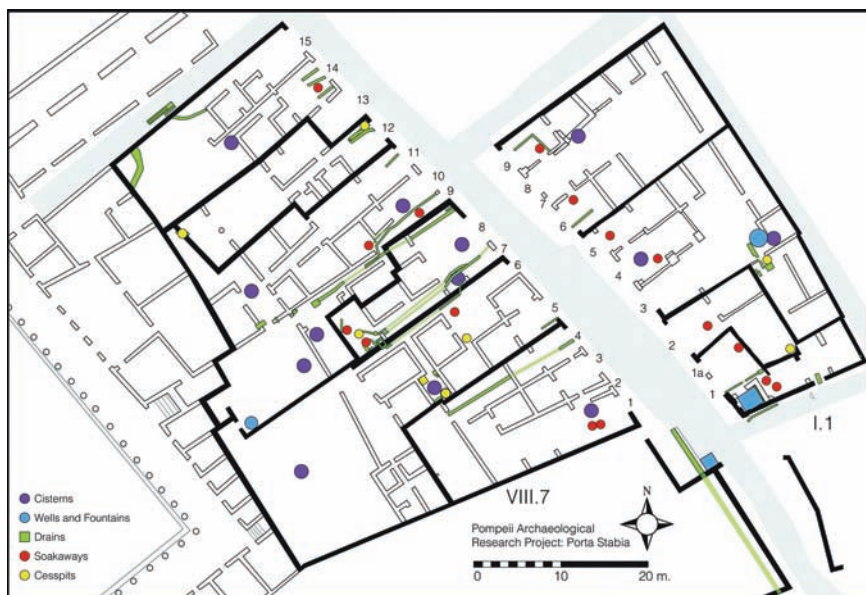 15
14
13
12
11
10
9
8
7
6
5
4
3
2
1
9
8
7
6
5
4
3
2
1a
1
4
I.1
VIII.7
N
Cisterns
Wells and Fountains
Drains
Soakaways
Cesspits
Pompeii Archaeological
Research Project: Porta Stabia
0 10 20 m.